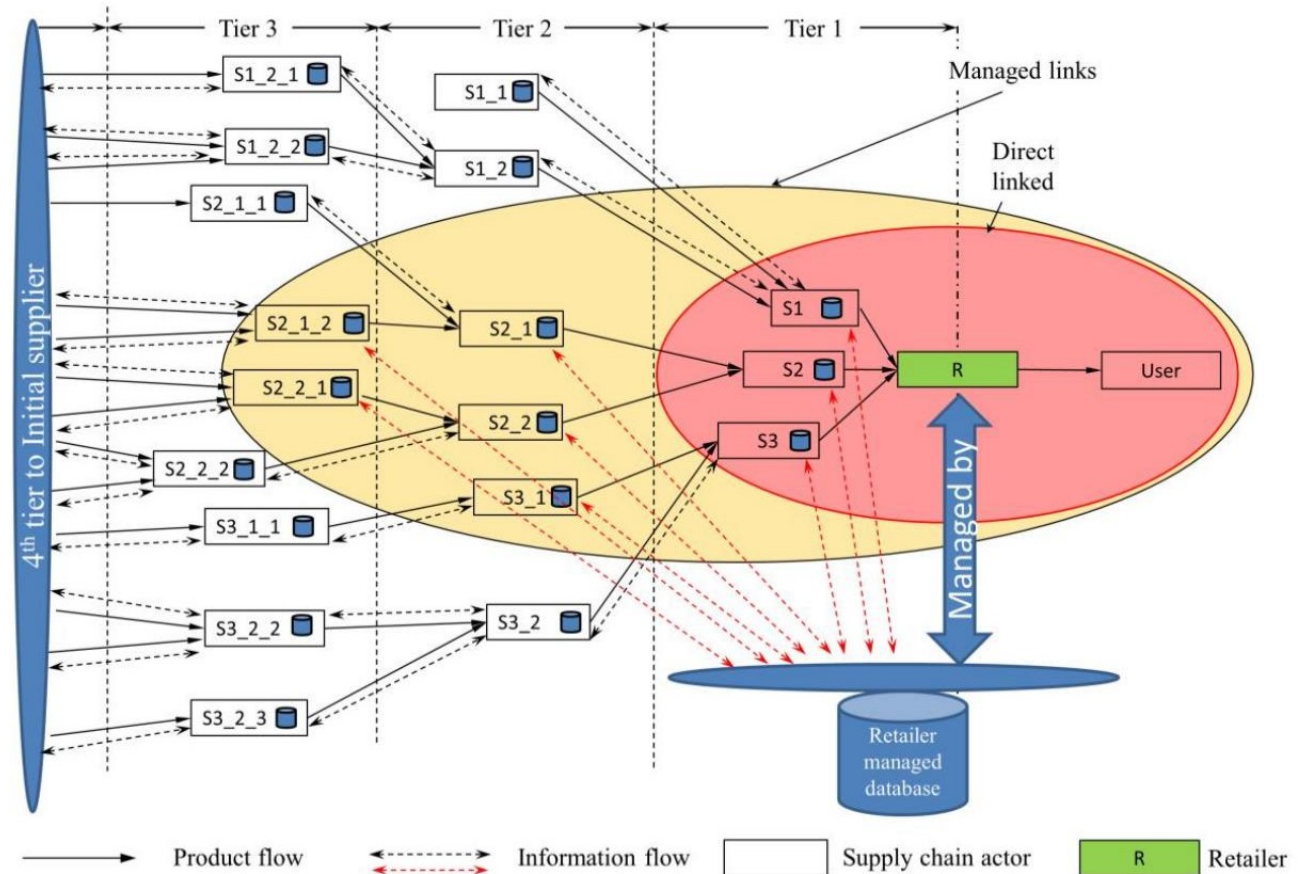 Tier 3
Tier 2
Tier 1
S1_2_1
S1_1
Managed links
S1_2_2
S1_2
Direct
linked
S2_1_1
S2_1_2
S2_1
S1
S2_2_1
S2
R
User
S2_2
S3
S2_2_2
S3_1
S3_1_1
S3_2_2
S3_2
S3_2_3
4th tier to Initial supplier
Managed by
Retailer
managed
database
Product flow
Information flow
Supply chain actor
R
Retailer